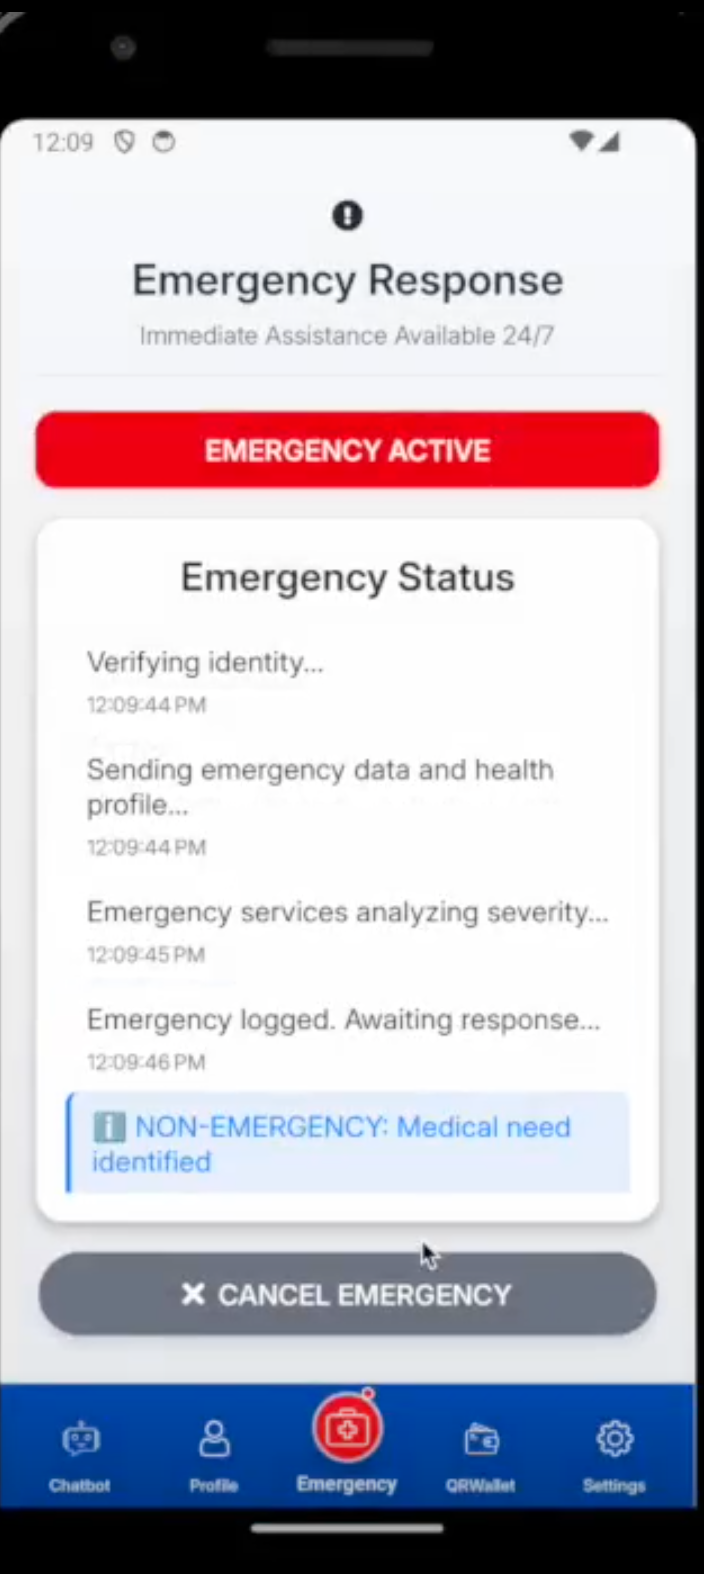 12:09
Emergency Response
Immediate Assistance Available 24/7
EMERGENCY ACTIVE
Emergency Status
Verifying identity...
12:09:44 PM
Sending emergency data and health
profile...
12:09:44 PM
Emergency services analyzing severity...
12:09:45 PM
Emergency logged. Awaiting response...
12:09:46 PM
ℹ️ NON-EMERGENCY: Medical need
identified
✕ CANCEL EMERGENCY
Chatbot Profile Emergency QRWallet Settings